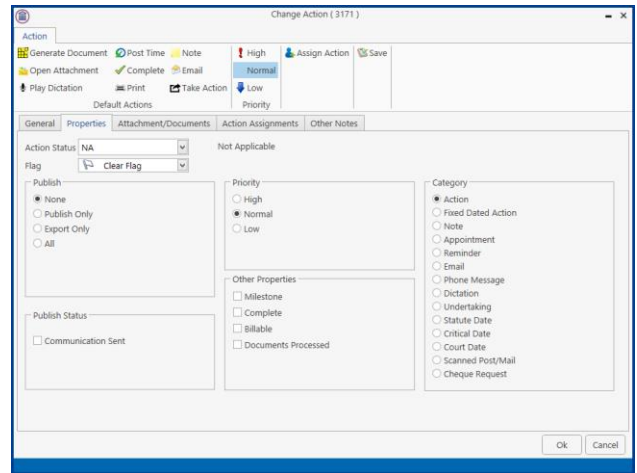 Change Action ( 3171 )
Action
Generate Document Post Time Note High Assign Action Save
Open Attachment Complete Email Normal
Play Dictation Print Take Action Low
Default Actions Priority
General Properties Attachment/Documents Action Assignments Other Notes
Action Status NA Not Applicable
Flag Clear Flag
Publish
None
Publish Only
Export Only
All
Publish Status
Communication Sent
Priority
High
Normal
Low
Other Properties
Milestone
Complete
Billable
Documents Processed
Category
Action
Fixed Dated Action
Note
Appointment
Reminder
Email
Phone Message
Dictation
Undertaking
Statute Date
Critical Date
Court Date
Scanned Post/Mail
Cheque Request
Ok Cancel